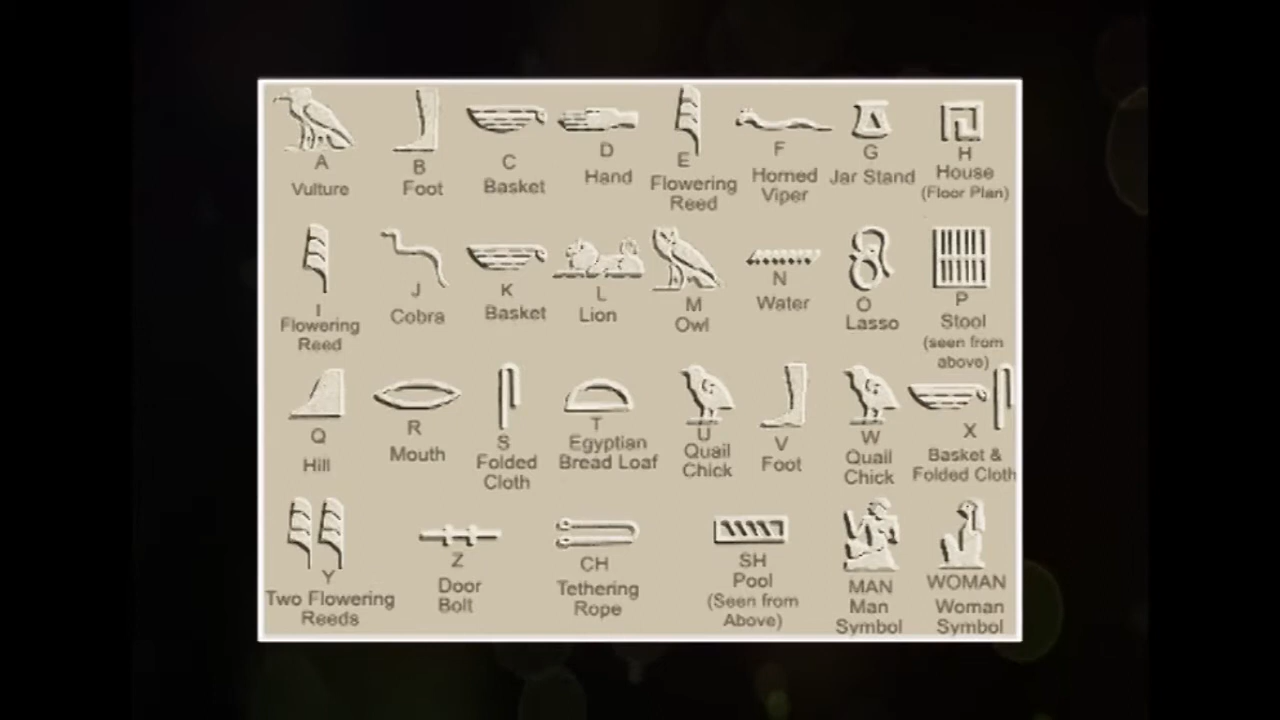 A
Vulture
B
Foot
C
Basket
D
Hand
E
Flowering
Reed
F
Horned
Viper
G
Jar Stand
H
House
(Floor Plan)
I
Flowering
Reed
J
Cobra
K
Basket
L
Lion
M
Owl
N
Water
O
Lasso
P
Stool
(seen from
above)
Q
Hill
R
Mouth
S
Folded
Cloth
T
Egyptian
Bread Loaf
U
Quail
Chick
V
Foot
W
Quail
Chick
X
Basket &
Folded Cloth
Y
Two Flowering
Reeds
Z
Door
Bolt
CH
Tethering
Rope
SH
Pool
(Seen from
Above)
MAN
Man
Symbol
WOMAN
Woman
Symbol